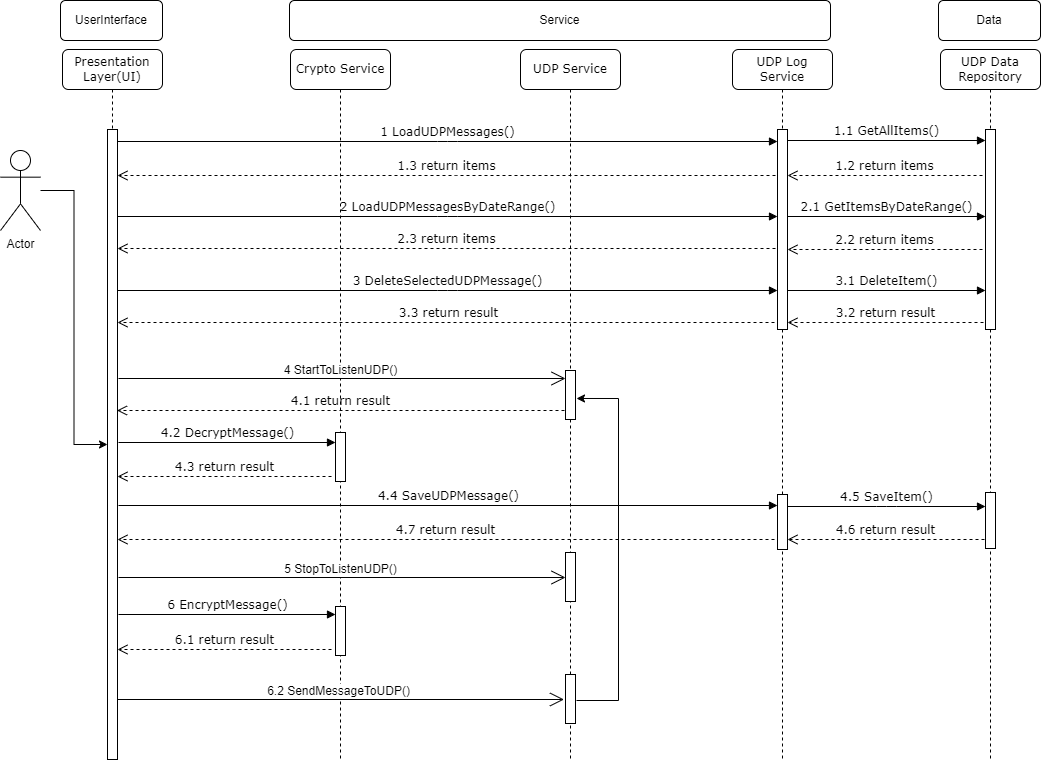 UserInterface
Service
Data
Presentation
Layer(UI)
Crypto Service
UDP Service
UDP Log
Service
UDP Data
Repository
1 LoadUDPMessages()
1.1 GetAllItems()
1.3 return items
1.2 return items
2 LoadUDPMessagesByDateRange()
2.1 GetItemsByDateRange()
Actor
2.3 return items
2.2 return items
3 DeleteSelectedUDPMessage()
3.1 DeleteItem()
3.3 return result
3.2 return result
4 StartToListenUDP()
4.1 return result
4.2 DecryptMessage()
4.3 return result
4.4 SaveUDPMessage()
4.5 SaveItem()
4.7 return result
4.6 return result
5 StopToListenUDP()
6 EncryptMessage()
6.1 return result
6.2 SendMessageToUDP()